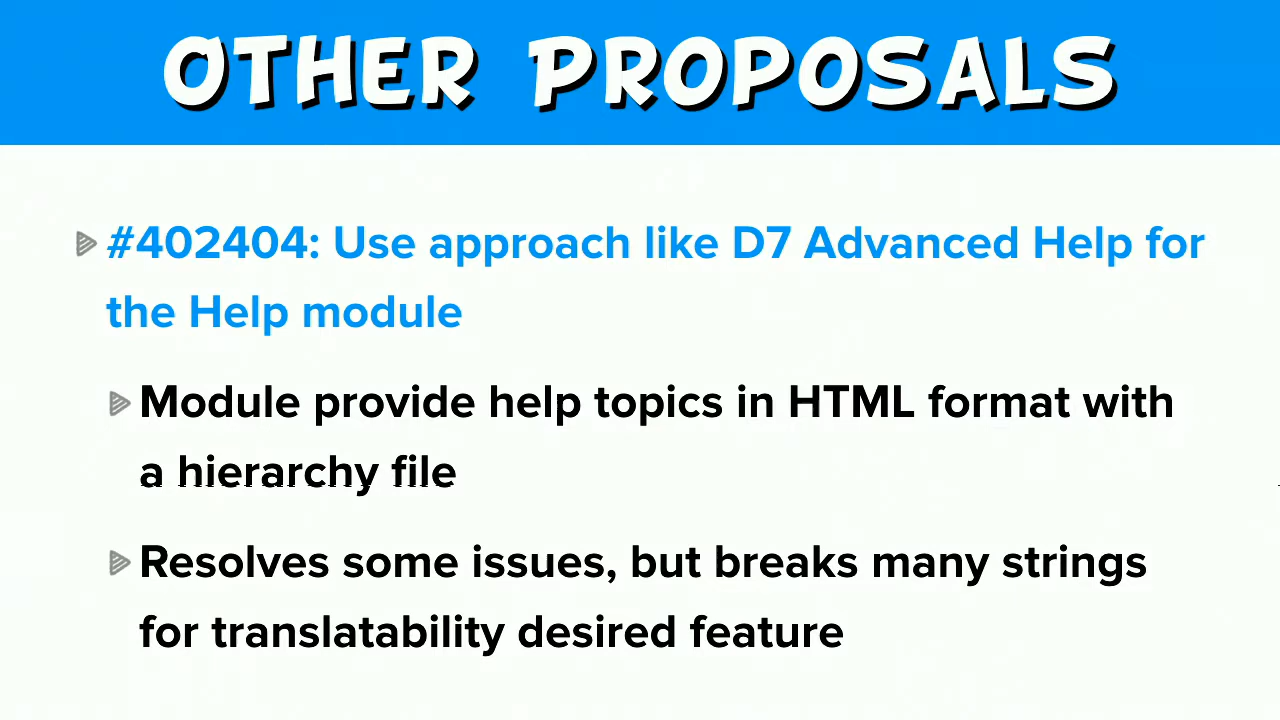 OTHER PROPOSALS
#402404: Use approach like D7 Advanced Help for
the Help module
Module provide help topics in HTML format with
a hierarchy file
Resolves some issues, but breaks many strings
for translatability desired feature